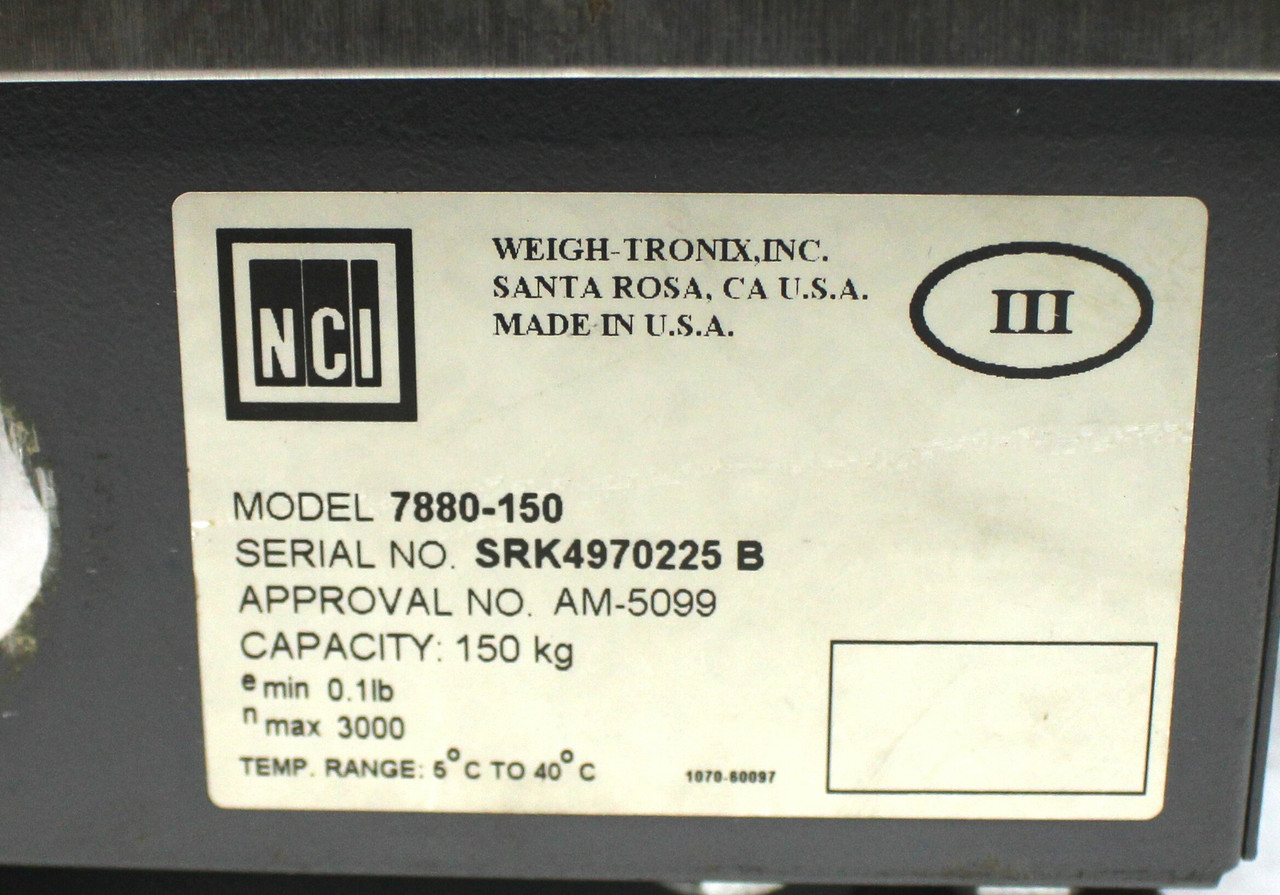 NCI
WEIGH-TRONIX,INC.
SANTA ROSA, CA U.S.A.
MADE IN U.S.A.
III
MODEL 7880-150
SERIAL NO. SRK4970225 B
APPROVAL NO. AM-5099
CAPACITY: 150 kg
e min 0.1lb
n max 3000
TEMP. RANGE: 5°C TO 40°C
1070-60097